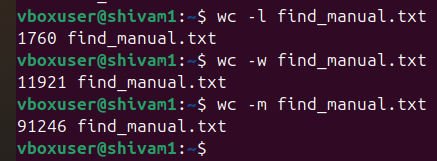 vboxuser@shivam1:~$ wc -l find_manual.txt
1760 find_manual.txt
vboxuser@shivam1:~$ wc -w find_manual.txt
11921 find_manual.txt
vboxuser@shivam1:~$ wc -m find_manual.txt
91246 find_manual.txt
vboxuser@shivam1:~$